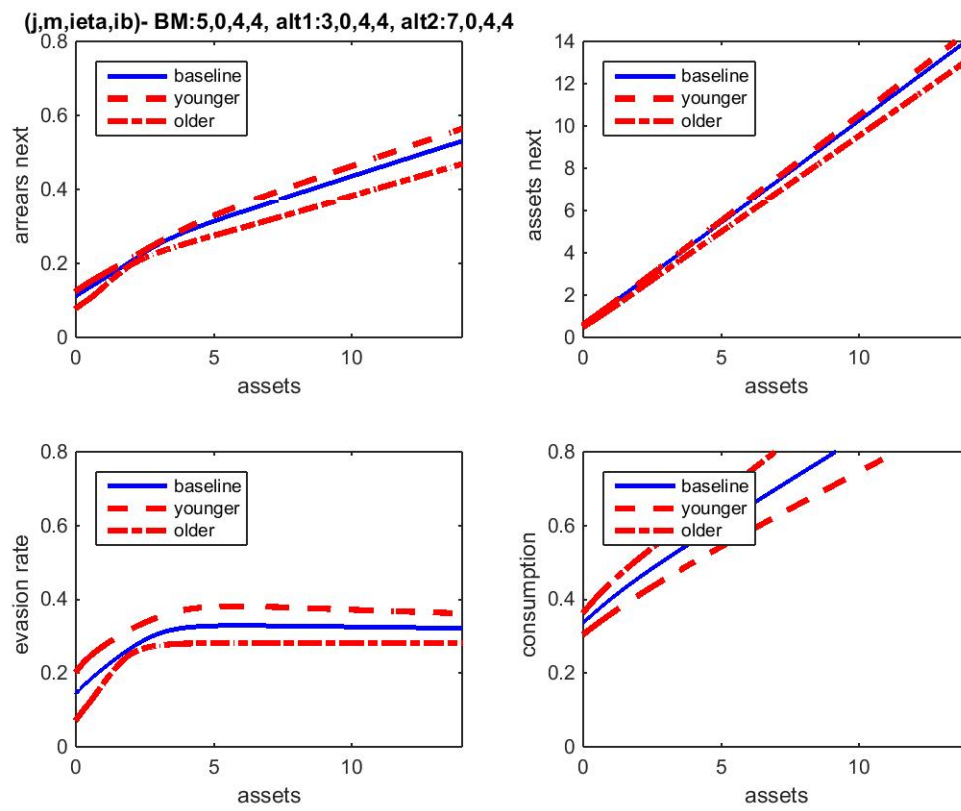 (j,m,ieta,ib)- BM:5,0,4,4, alt1:3,0,4,4, alt2:7,0,4,4
0.8
0.6
0.4
0.2
0
arrears next
baseline
younger
older
0 5 10
assets
14
12
10
8
6
4
2
0
assets next
baseline
younger
older
0 5 10
assets
0.8
0.6
0.4
0.2
0
evasion rate
baseline
younger
older
0 5 10
assets
0.8
0.6
0.4
0.2
0
consumption
baseline
younger
older
0 5 10
assets